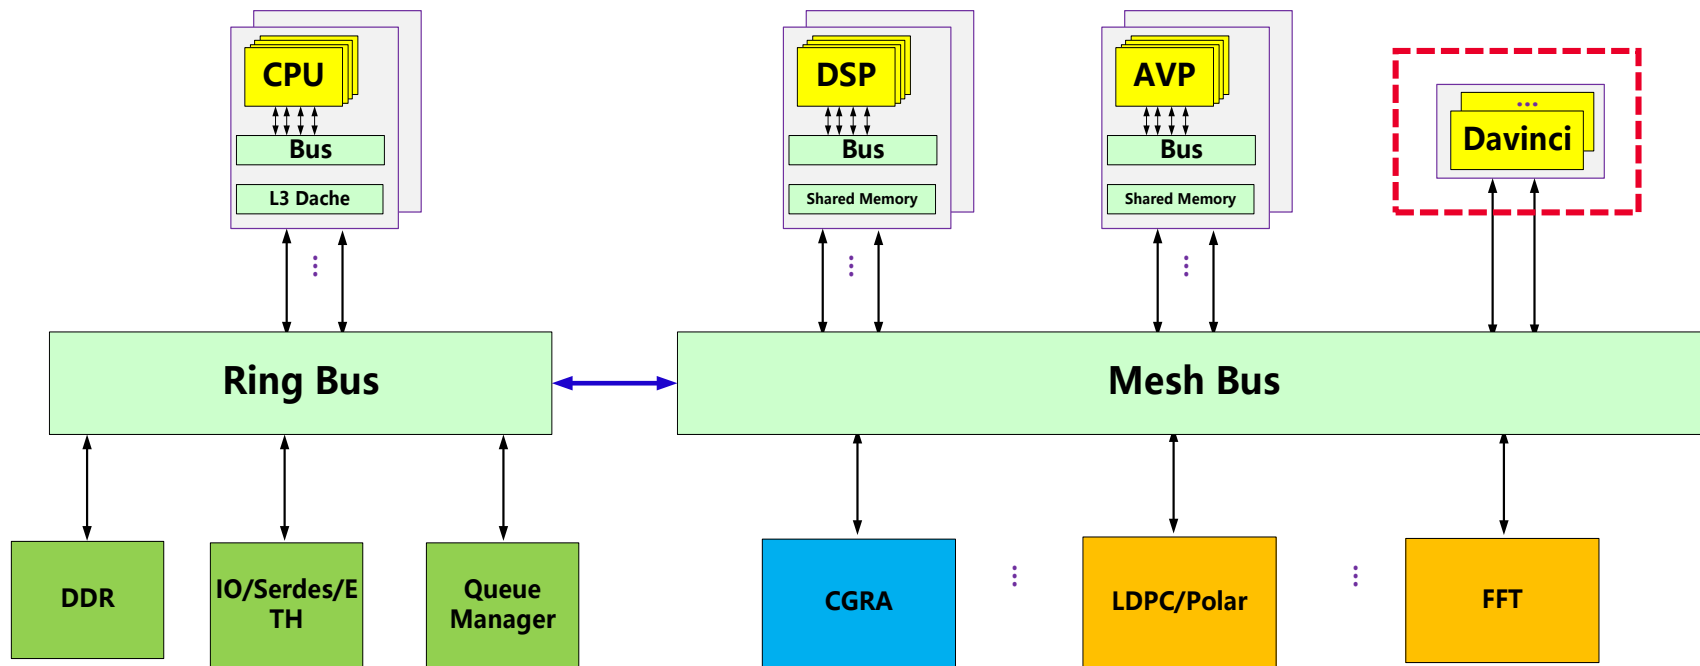 CPU
Bus
L3 Dache
DSP
Bus
Shared Memory
AVP
Bus
Shared Memory
...
Davinci
Ring Bus
Mesh Bus
DDR
IO/Serdes/E
TH
Queue
Manager
CGRA
LDPC/Polar
FFT